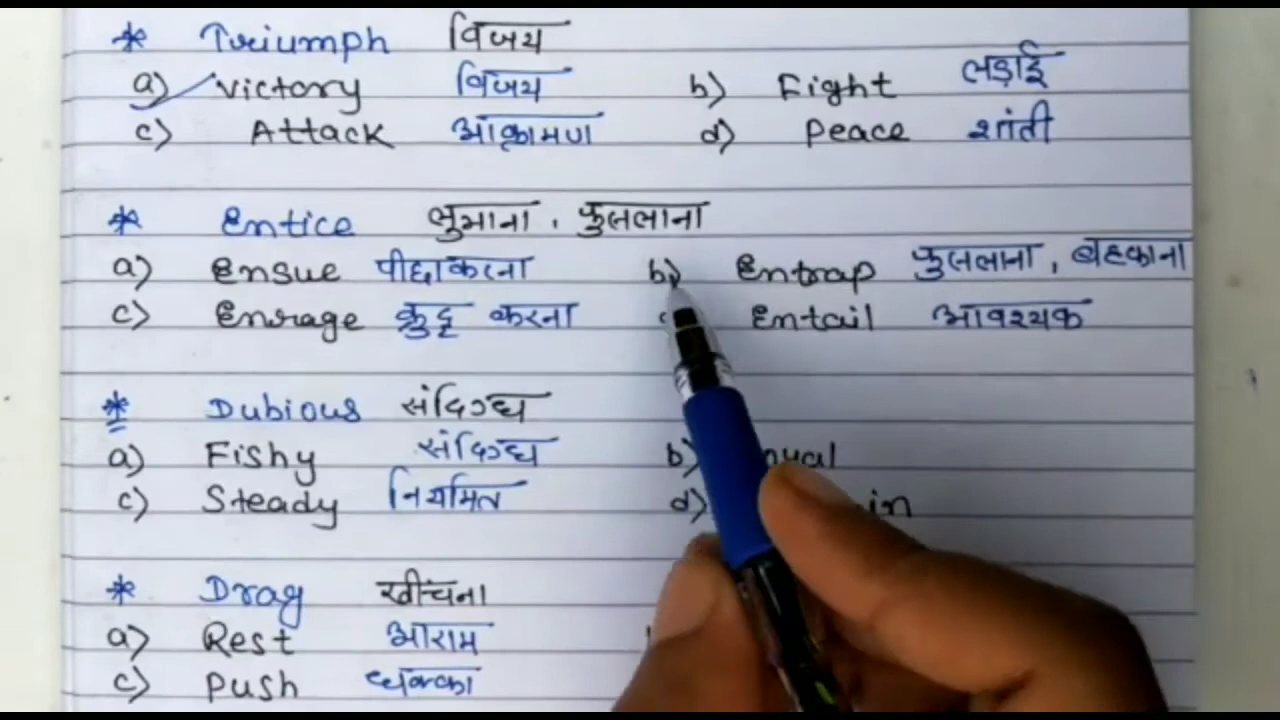 * Triumph विजय
a) Victory विजय b) Fight लड़ाई
c) Attack आक्रामण d) Peace शांती
* Entice लुभाना, फुसलाना
a) Ensue पीछा करना b) Entrap फुसलाना, बहकाना
c) Enrage क्रुद्ध करना Entail आवश्यक
* Dubious संदिग्ध
a) Fishy संदिग्ध b)
c) Steady नियमित d)
* Drag खींचना
a) Rest आराम
c) Push धक्का